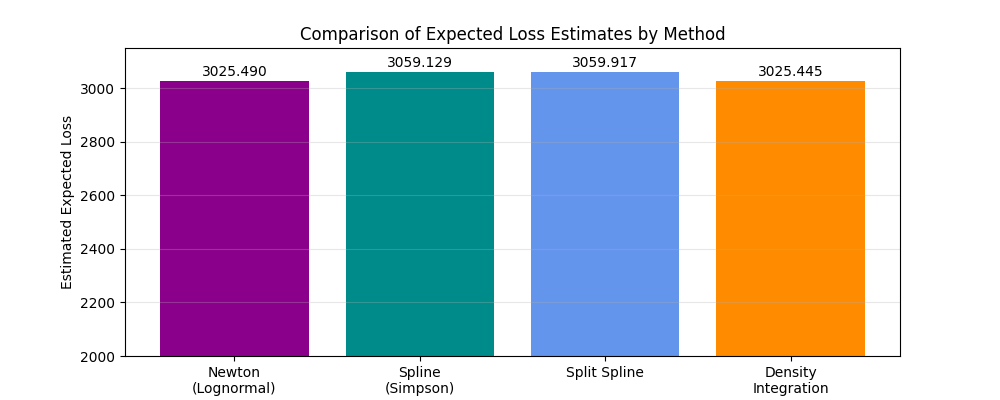 Comparison of Expected Loss Estimates by Method
Estimated Expected Loss
3000
2800
2600
2400
2200
2000
3025.490
3059.129
3059.917
3025.445
Newton
(Lognormal)
Spline
(Simpson)
Split Spline
Density
Integration